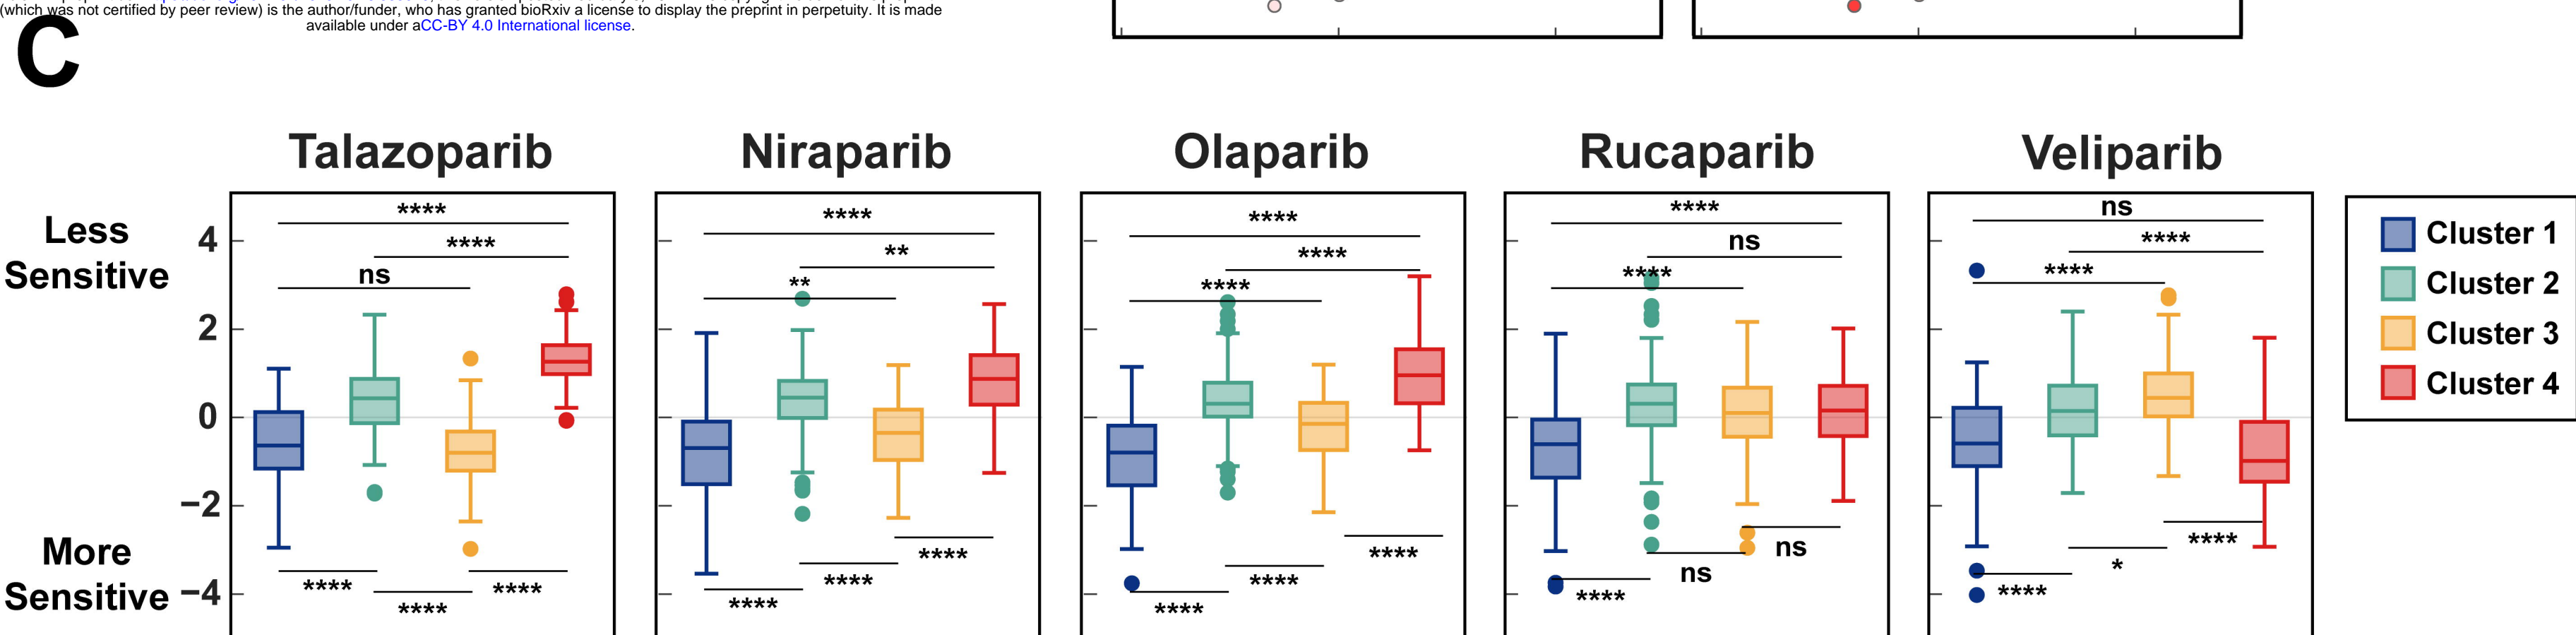 (which was not certified by peer review) is the author/funder, who has granted bioRxiv a license to display the preprint in perpetuity. It is made
available under aCC-BY 4.0 International license.
C
Talazoparib Niraparib Olaparib Rucaparib Veliparib
Less
Sensitive
More
Sensitive
4
2
0
−2
−4
****
****
ns
****
****
****
****
**
**
****
****
****
****
****
****
****
****
****
****
ns
****
****
ns
ns
ns
****
****
****
*
****
Cluster 1
Cluster 2
Cluster 3
Cluster 4